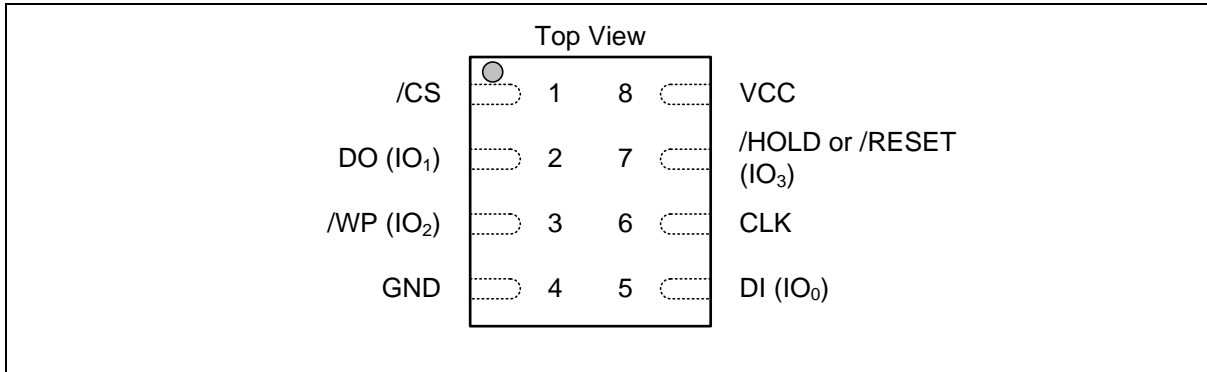 Top View
/CS 1 8 VCC
DO (IO₁) 2 7 /HOLD or /RESET
(IO₃)
/WP (IO₂) 3 6 CLK
GND 4 5 DI (IO₀)